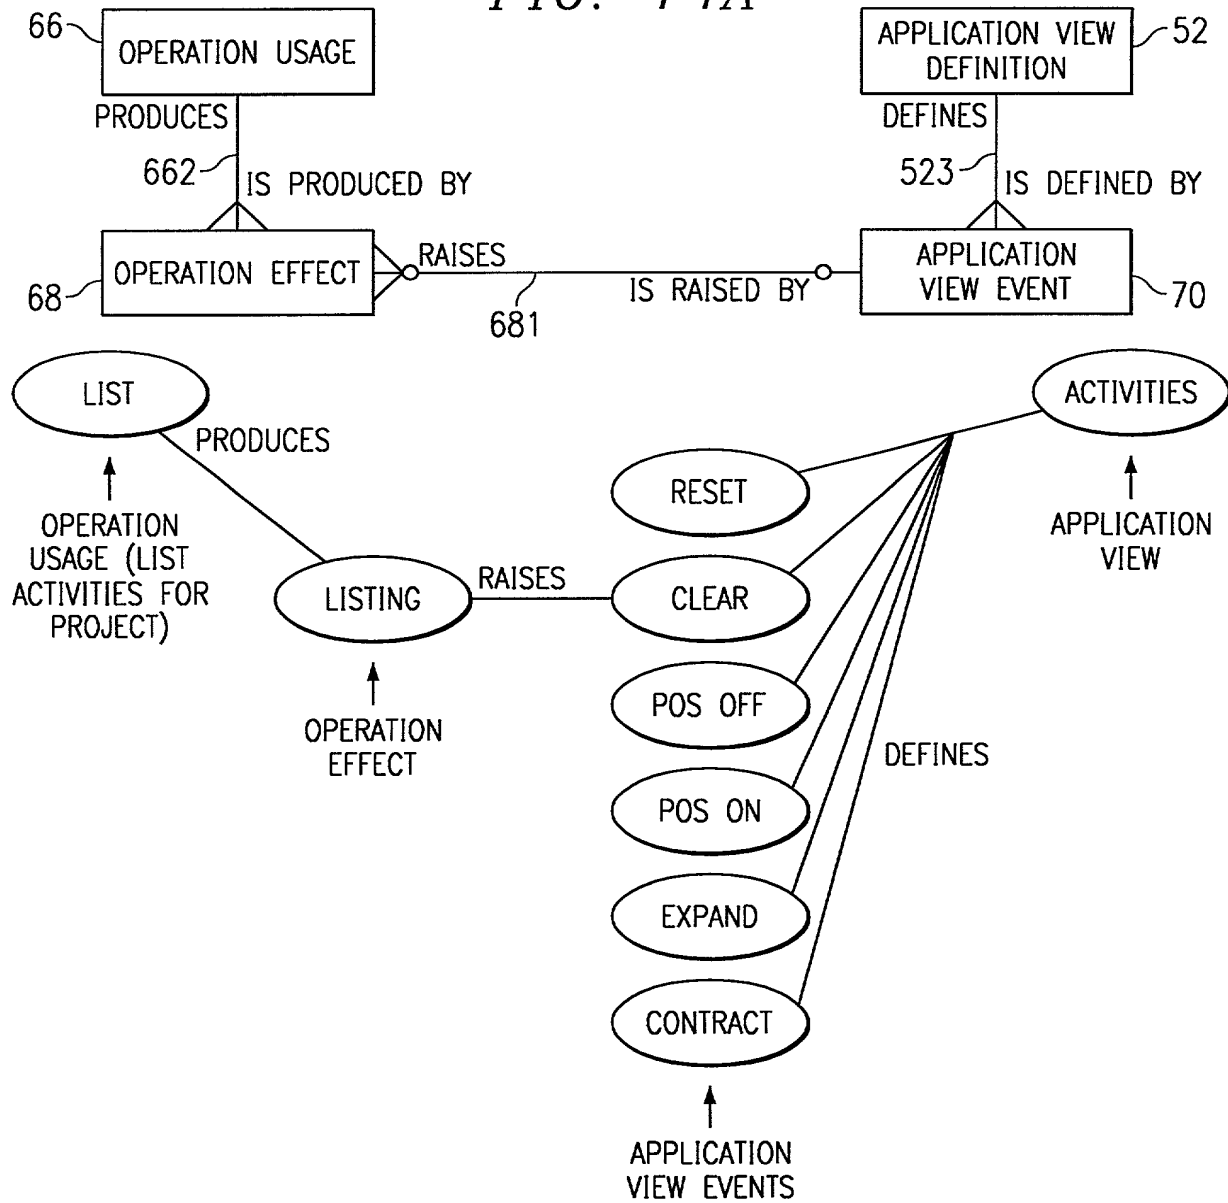 FIG.
66
OPERATION USAGE
APPLICATION VIEW
DEFINITION
52
PRODUCES
662
IS PRODUCED BY
DEFINES
523
IS DEFINED BY
OPERATION EFFECT
68
RAISES
681
IS RAISED BY
APPLICATION
VIEW EVENT
70
LIST
PRODUCES
ACTIVITIES
OPERATION
USAGE (LIST
ACTIVITIES FOR
PROJECT)
RESET
APPLICATION
VIEW
LISTING
RAISES
CLEAR
OPERATION
EFFECT
POS OFF
DEFINES
POS ON
EXPAND
CONTRACT
APPLICATION
VIEW EVENTS